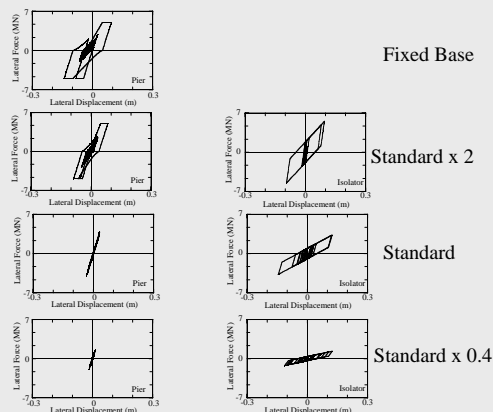 7
0
-7
-0.3
0
0.3
Lateral Force (MN)
Lateral Displacement (m)
Pier
Fixed Base
7
0
-7
-0.3
0
0.3
Lateral Force (MN)
Lateral Displacement (m)
Pier
7
0
-7
-0.3
0
0.3
Lateral Force (MN)
Lateral Displacement (m)
Isolator
Standard x 2
7
0
-7
-0.3
0
0.3
Lateral Force (MN)
Lateral Displacement (m)
Pier
7
0
-7
-0.3
0
0.3
Lateral Force (MN)
Lateral Displacement (m)
Isolator
Standard
7
0
-7
-0.3
0
0.3
Lateral Force (MN)
Lateral Displacement (m)
Pier
7
0
-7
-0.3
0
0.3
Lateral Force (MN)
Lateral Displacement (m)
Isolator
Standard x 0.4